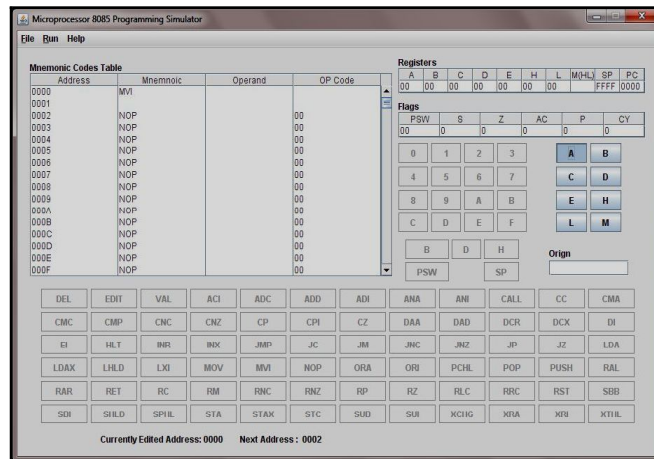 Microprocessor 8085 Programming Simulator
File Run Help
Mnemonic Codes Table
Address Mnemnoic Operand OP Code
0000 MVI
0001
0002 NOP 00
0003 NOP 00
0004 NOP 00
0005 NOP 00
0006 NOP 00
0007 NOP 00
0008 NOP 00
0009 NOP 00
000A NOP 00
000B NOP 00
000C NOP 00
000D NOP 00
000E NOP 00
000F NOP 00
Registers
A B C D E H L M(HL) SP PC
00 00 00 00 00 00 00 FFFF 0000
Flags
PSW S Z AC P CY
00 0 0 0 0 0
0 1 2 3 A B
4 5 6 7 C D
8 9 A B E H
C D E F L M
B D H
PSW SP
Orign
DEL EDIT VAL ACI ADC ADD ADI ANA ANI CALL CC CMA
CMC CMP CNC CNZ CP CPI CZ DAA DAD DCR DCX DI
EI HLT INR INX JMP JC JM JNC JNZ JP JZ LDA
LDAX LHLD LXI MOV MVI NOP ORA ORI PCHL POP PUSH RAL
RAR RET RC RM RNC RNZ RP RZ RLC RRC RST SBB
SBI SHLD SPHL STA STAX STC SUB SUI XCHG XRA XRI XTHL
Currently Edited Address: 0000 Next Address : 0002